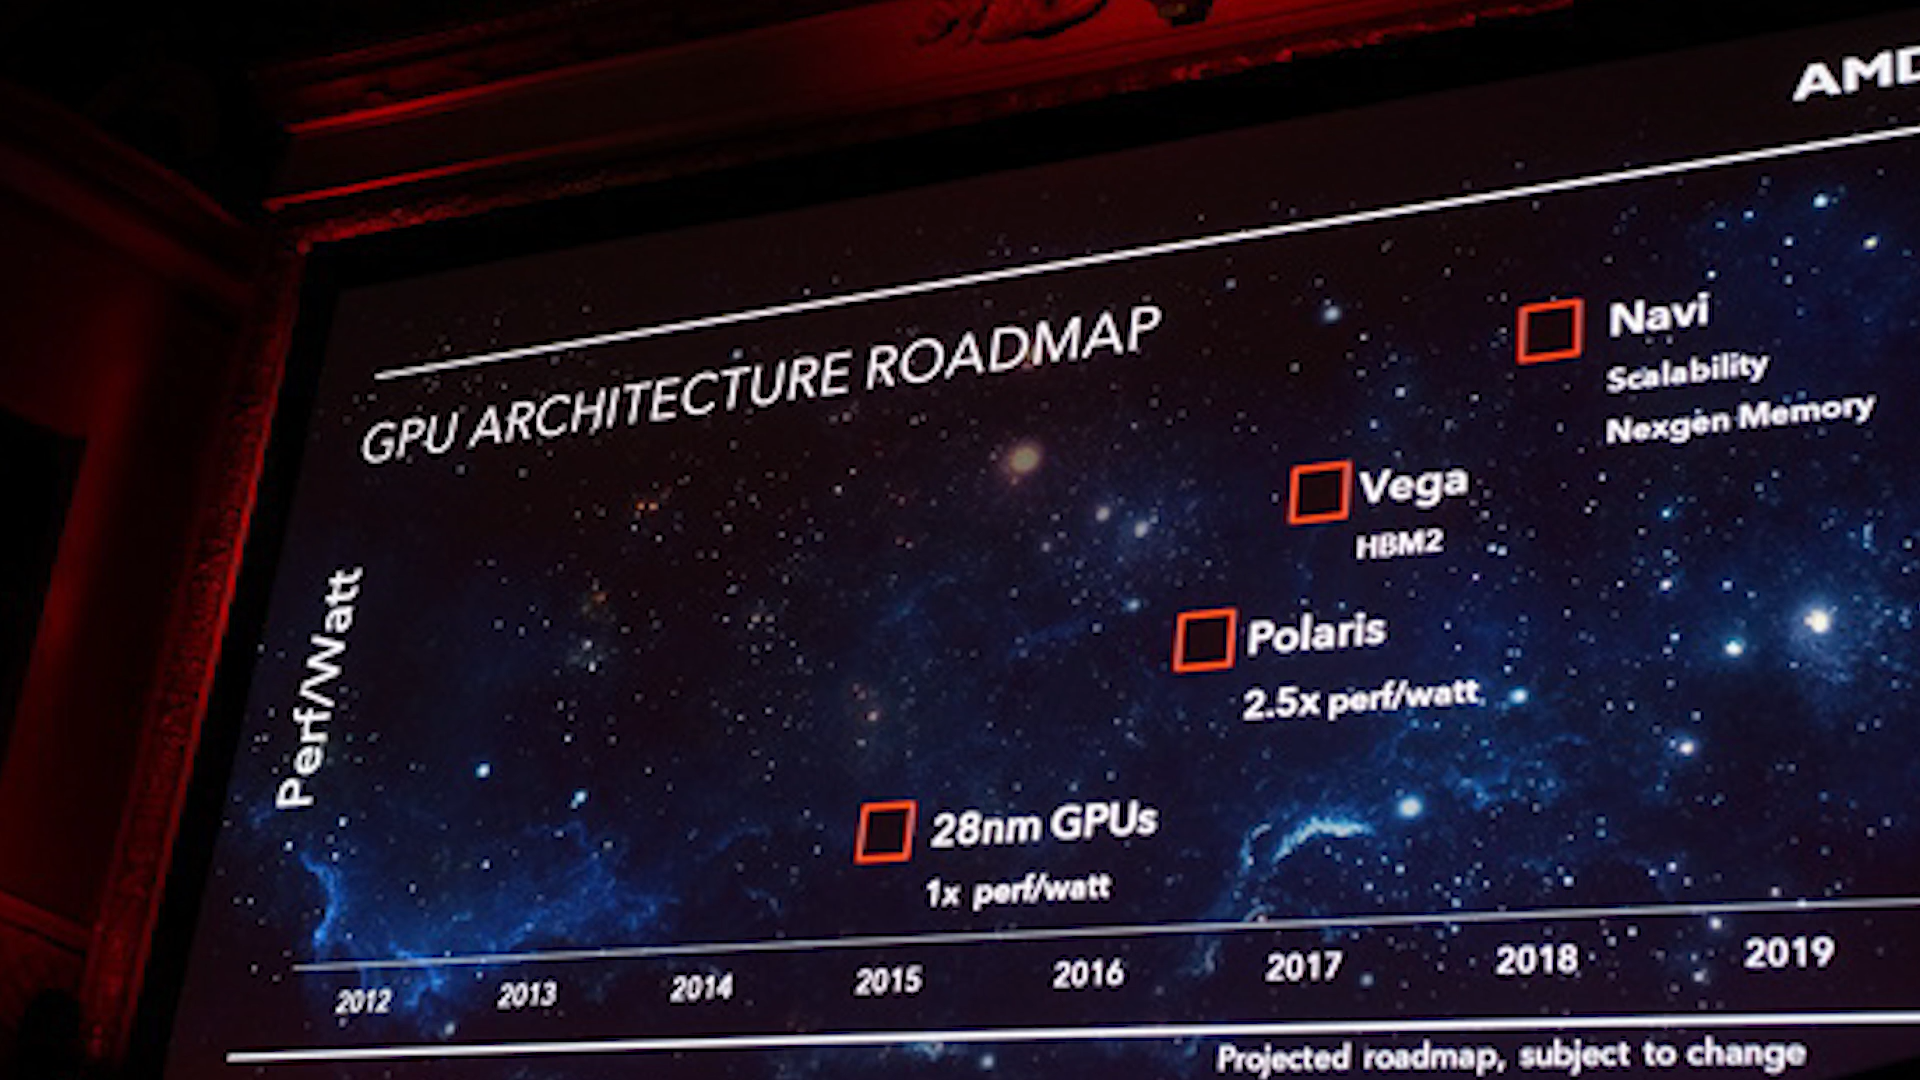 AMD
GPU ARCHITECTURE ROADMAP
Navi
Scalability
Nexgen Memory
Vega
HBM2
Polaris
2.5x perf/watt
Perf/Watt
28nm GPUs
1x perf/watt
2012 2013 2014 2015 2016 2017 2018 2019
Projected roadmap, subject to change